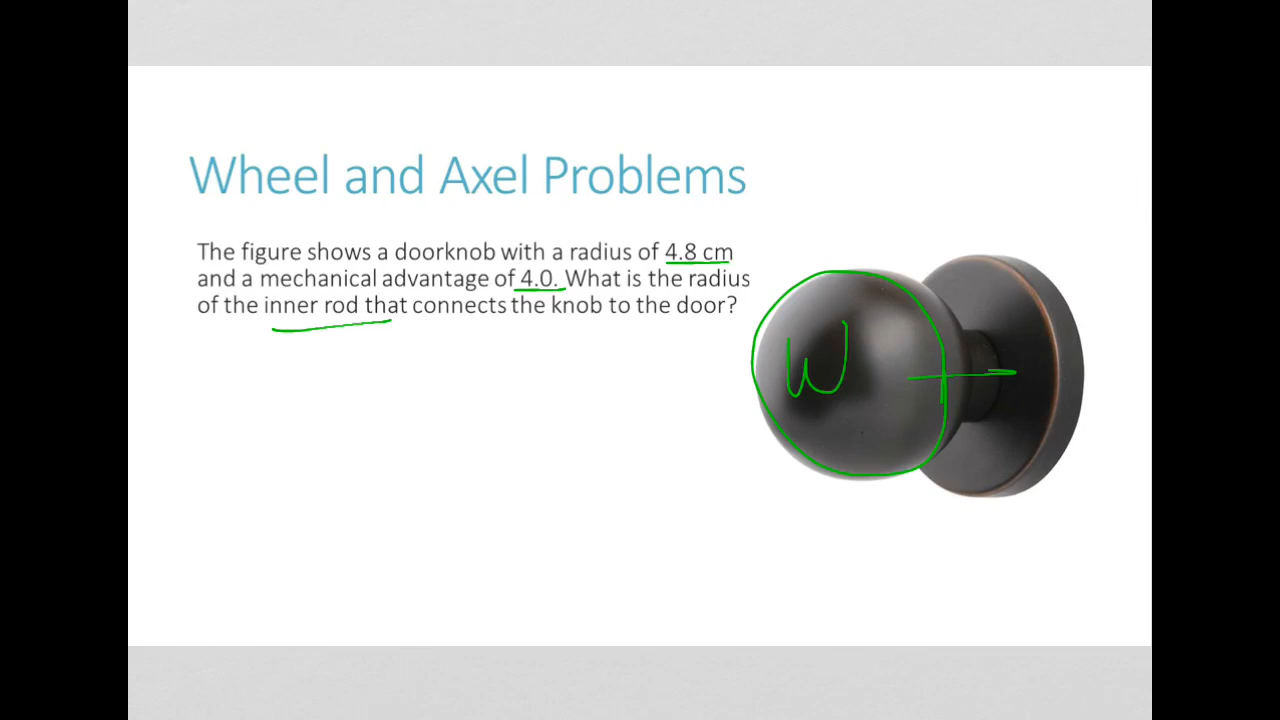 Wheel and Axel Problems
The figure shows a doorknob with a radius of 4.8 cm
and a mechanical advantage of 4.0. What is the radius
of the inner rod that connects the knob to the door?
W